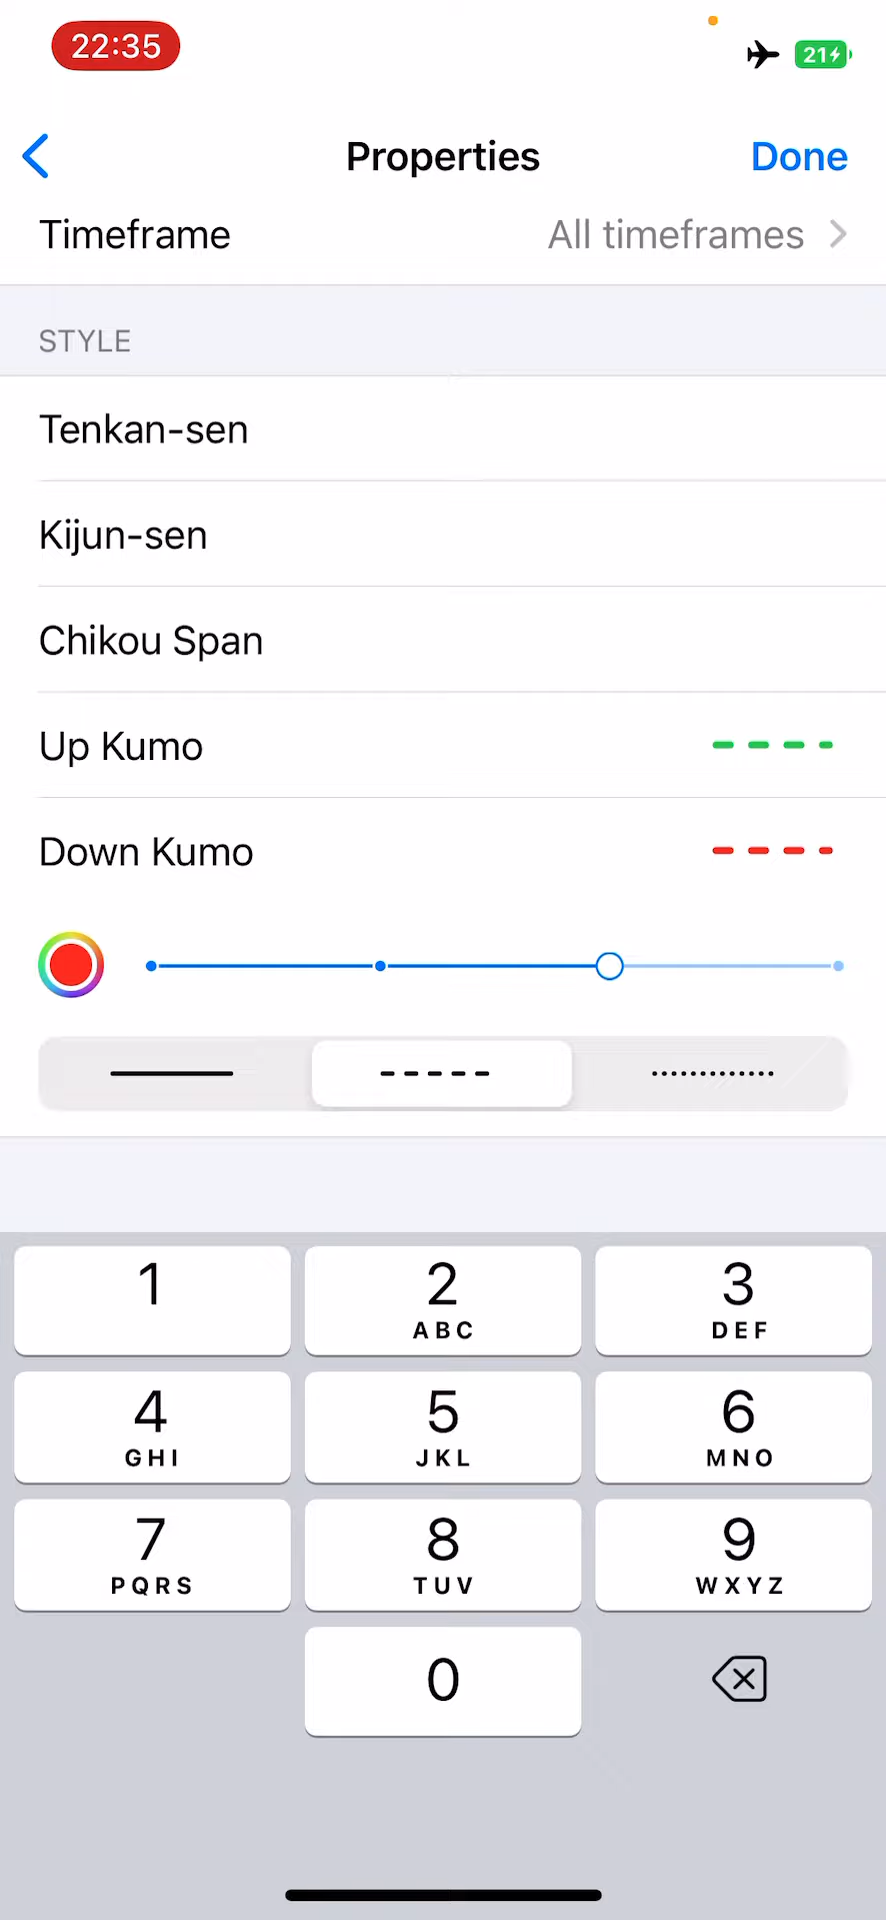 22:35
21
Properties
Done
Timeframe
All timeframes
STYLE
Tenkan-sen
Kijun-sen
Chikou Span
Up Kumo
Down Kumo
1
2
ABC
3
DEF
4
GHI
5
JKL
6
MNO
7
PQRS
8
TUV
9
WXYZ
0